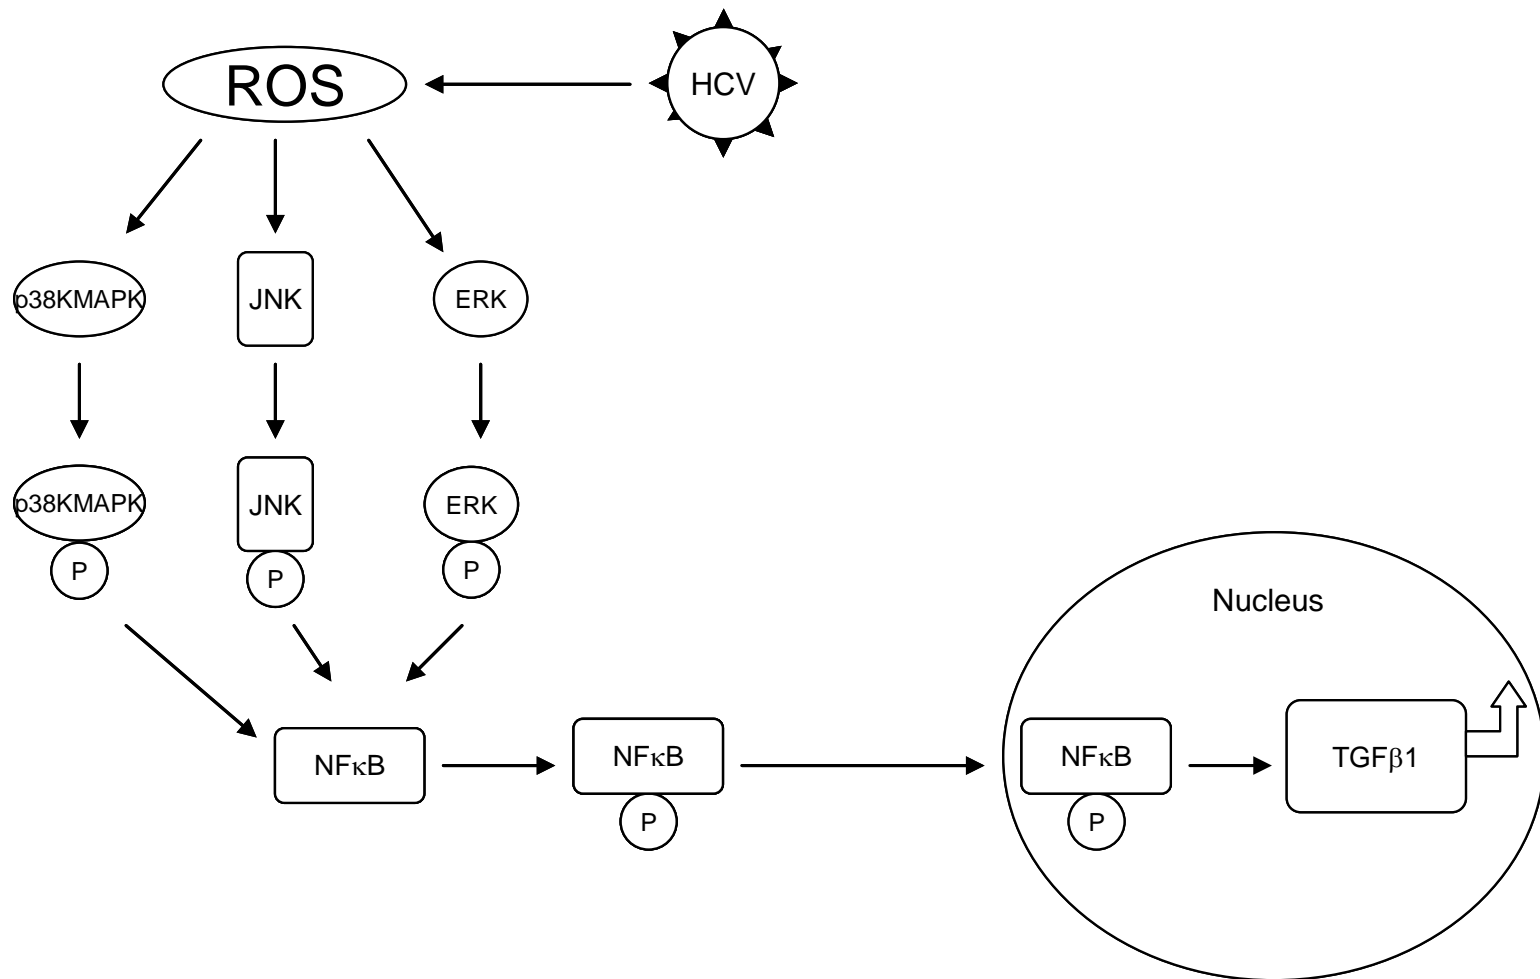 ROS
HCV
p38KMAPK
JNK
ERK
p38KMAPK
JNK
ERK
P
P
P
Nucleus
NFκB
NFκB
NFκB
TGFβ1
P
P